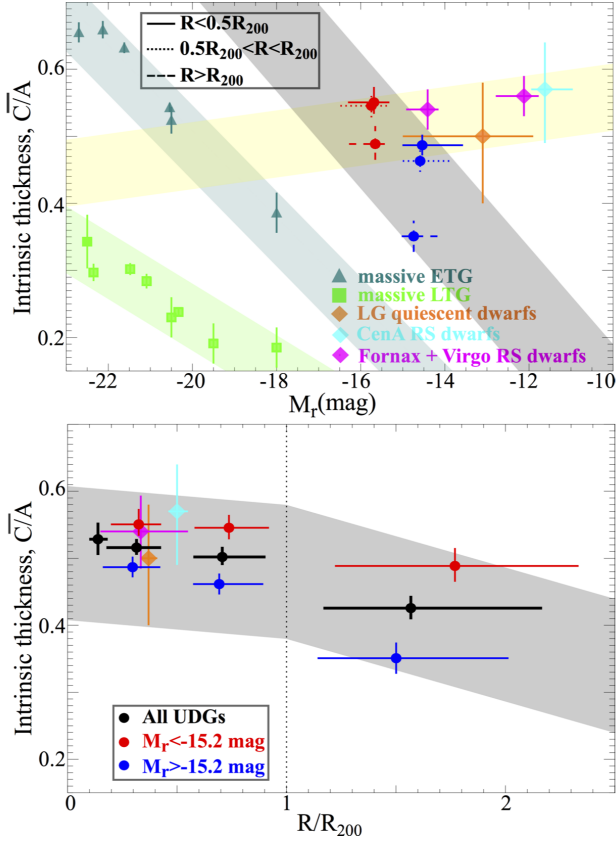 R<0.5R200
0.5R200<R<R200
R>R200
Intrinsic thickness, C/A
0.6
0.4
0.2
massive ETG
massive LTG
LG quiescent dwarfs
CenA RS dwarfs
Fornax + Virgo RS dwarfs
-22 -20 -18 -16 -14 -12 -10
Mr(mag)
Intrinsic thickness, C/A
0.6
0.4
0.2
All UDGs
Mr<-15.2 mag
Mr>-15.2 mag
0 1 2
R/R200